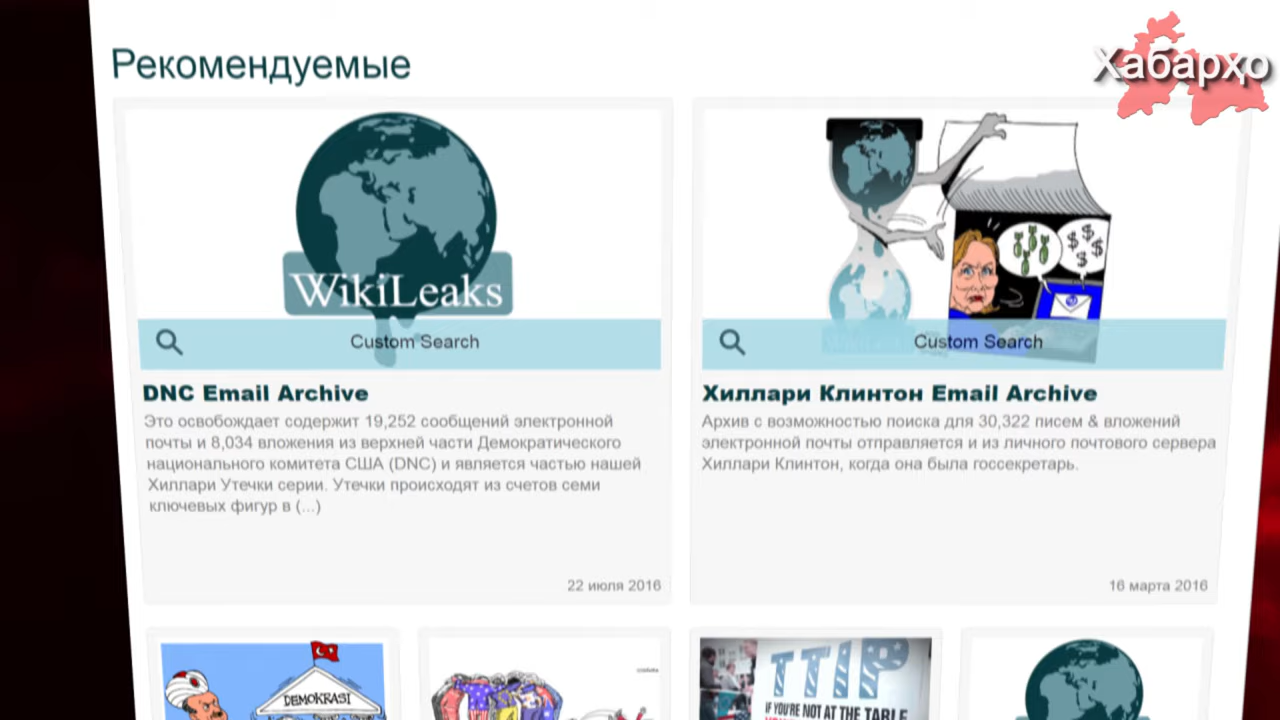 Рекомендуемые
Хабарҳо
WikiLeaks
Custom Search
DNC Email Archive
Это освобождает содержит 19,252 сообщений электронной
почты и 8,034 вложения из верхней части Демократического
национального комитета США (DNC) и является частью нашей
Хиллари Утечки серии. Утечки происходят из счетов семи
ключевых фигур в (...)
22 июля 2016
$ $ $ $
Custom Search
Хиллари Клинтон Email Archive
Архив с возможностью поиска для 30,322 писем & вложений
электронной почты отправляется и из личного почтового сервера
Хиллари Клинтон, когда она была госсекретарь.
16 марта 2016
DEMOKRASI
TTIP
IF YOU'RE NOT AT THE TABLE